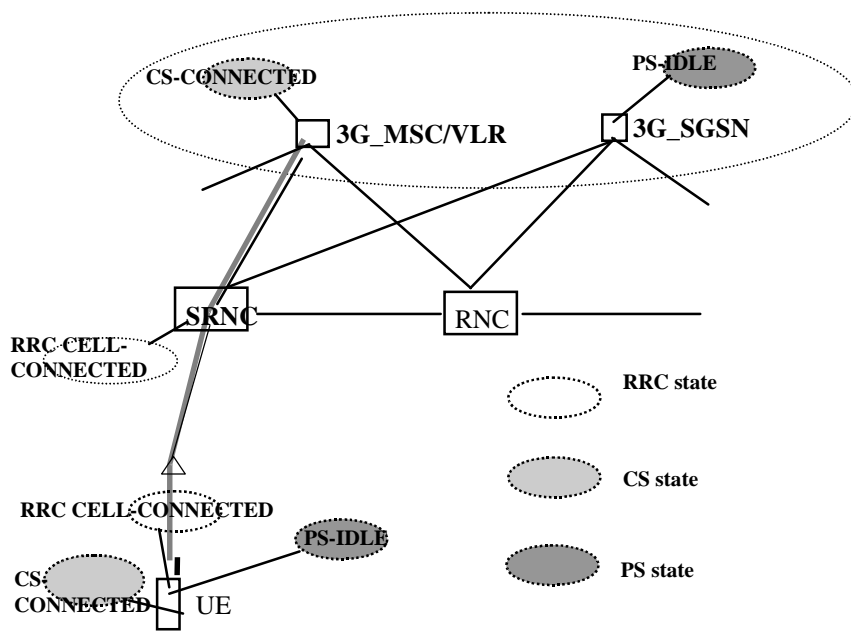 CS-CONNECTED
PS-IDLE
3G_MSC/VLR
3G_SGSN
SRNC
RNC
RRC CELL-
CONNECTED
RRC state
CS state
PS state
RRC CELL-CONNECTED
PS-IDLE
CS-
CONNECTED
UE